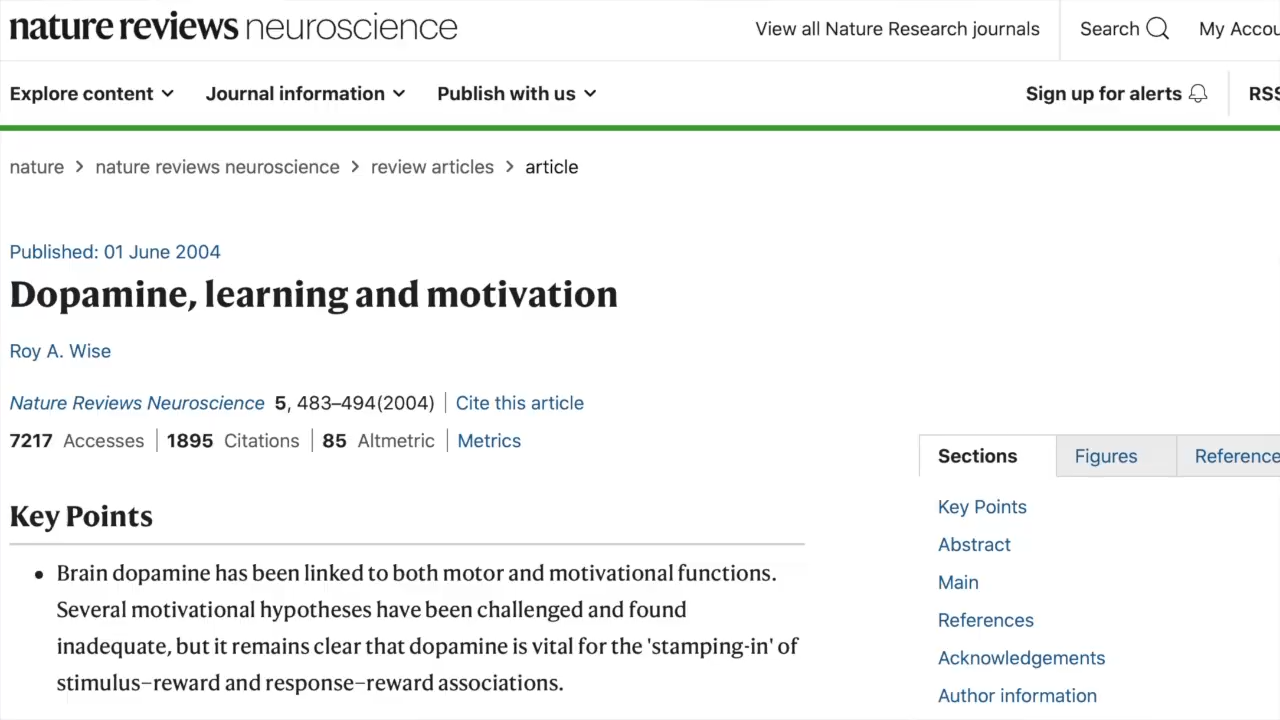 nature reviews neuroscience
View all Nature Research journals
Search
My Accou
Explore content
Journal information
Publish with us
Sign up for alerts
RSS
nature > nature reviews neuroscience > review articles > article
Published: 01 June 2004
Dopamine, learning and motivation
Roy A. Wise
Nature Reviews Neuroscience 5, 483–494(2004) | Cite this article
7217 Accesses | 1895 Citations | 85 Altmetric | Metrics
Key Points
• Brain dopamine has been linked to both motor and motivational functions.
Several motivational hypotheses have been challenged and found
inadequate, but it remains clear that dopamine is vital for the 'stamping-in' of
stimulus–reward and response–reward associations.
Sections
Figures
Reference
Key Points
Abstract
Main
References
Acknowledgements
Author information